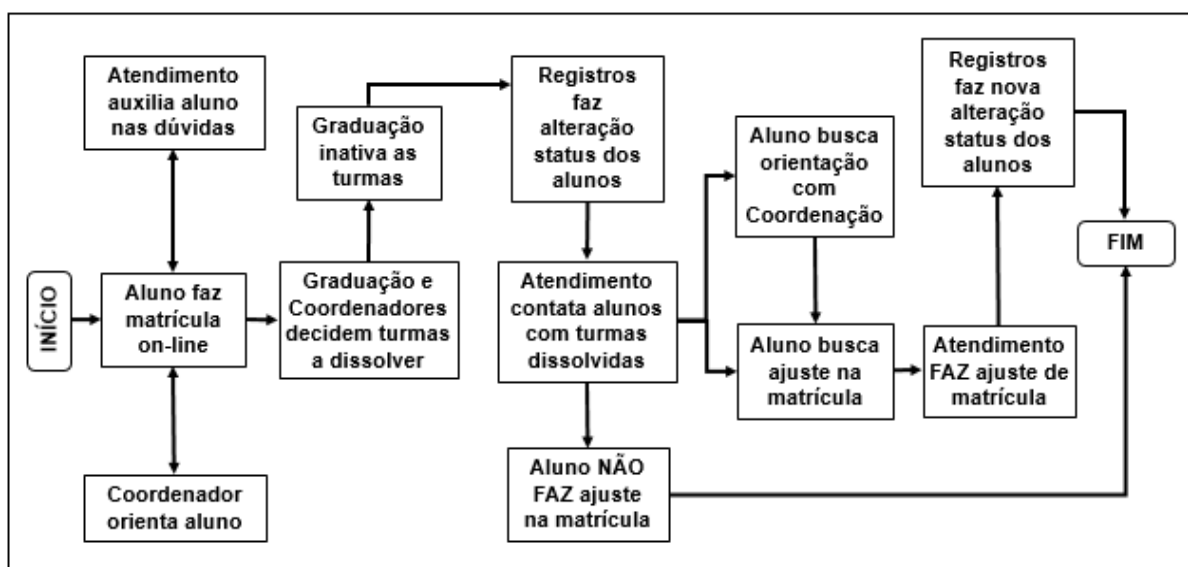 INÍCIO
Atendimento
auxilia aluno
nas dúvidas
Aluno faz
matrícula
on-line
Coordenador
orienta aluno
Graduação e
Coordenadores
decidem turmas
a dissolver
Graduação
inativa as
turmas
Registros
faz
alteração
status dos
alunos
Atendimento
contata alunos
com turmas
dissolvidas
Aluno NÃO
FAZ ajuste
na matrícula
Aluno busca
orientação
com
Coordenação
Aluno busca
ajuste na
matrícula
Atendimento
FAZ ajuste de
matrícula
Registros
faz nova
alteração
status dos
alunos
FIM